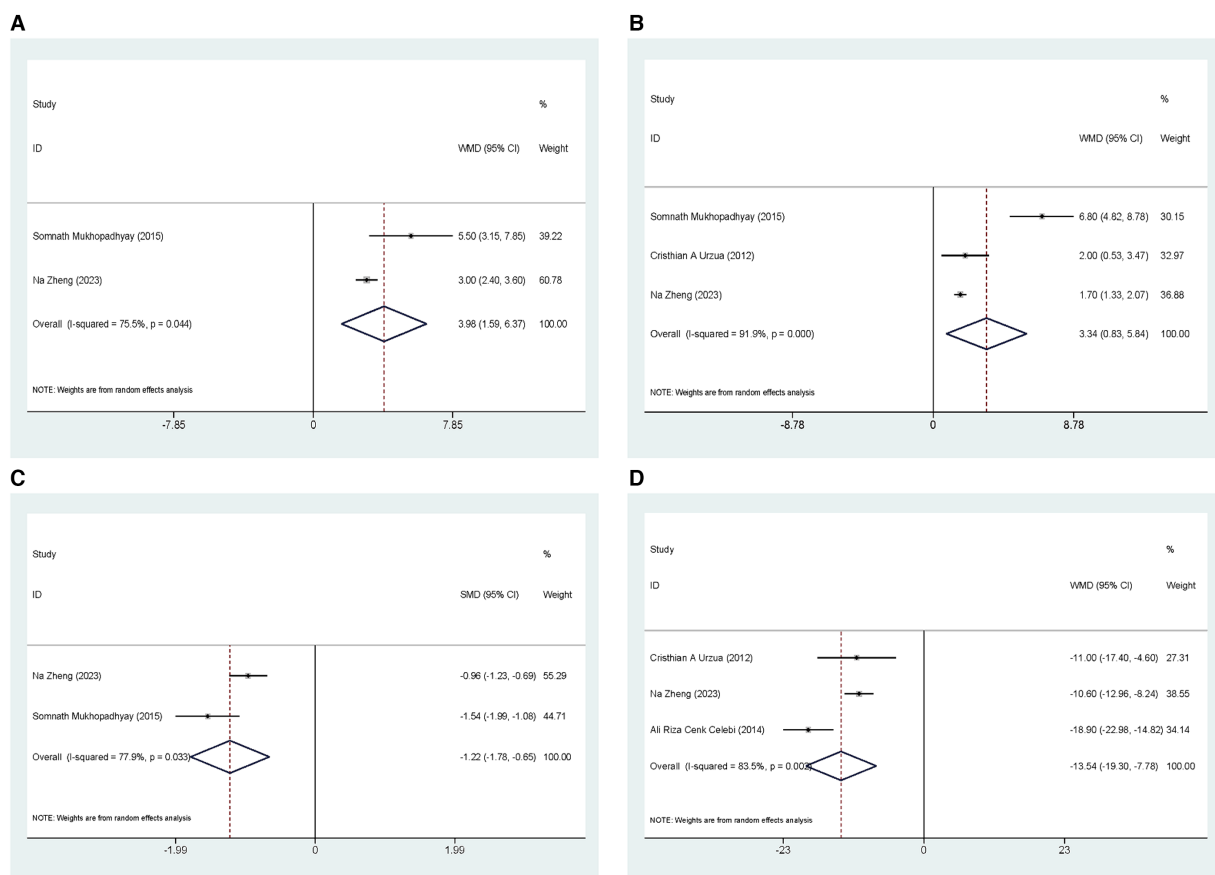 A
Study %
ID WMD (95% CI) Weight
Somnath Mukhopadhyay (2015) 5.50 (3.15, 7.85) 39.22
Na Zheng (2023) 3.00 (2.40, 3.60) 60.78
Overall (I-squared = 75.5%, p = 0.044) 3.98 (1.59, 6.37) 100.00
NOTE: Weights are from random effects analysis
-7.85 0 7.85
B
Study %
ID WMD (95% CI) Weight
Somnath Mukhopadhyay (2015) 6.80 (4.82, 8.78) 30.15
Cristhian A Urzua (2012) 2.00 (0.53, 3.47) 32.97
Na Zheng (2023) 1.70 (1.33, 2.07) 36.88
Overall (I-squared = 91.9%, p = 0.000) 3.34 (0.83, 5.84) 100.00
NOTE: Weights are from random effects analysis
-8.78 0 8.78
C
Study %
ID SMD (95% CI) Weight
Na Zheng (2023) -0.96 (-1.23, -0.69) 55.29
Somnath Mukhopadhyay (2015) -1.54 (-1.99, -1.08) 44.71
Overall (I-squared = 77.9%, p = 0.033) -1.22 (-1.78, -0.65) 100.00
NOTE: Weights are from random effects analysis
-1.99 0 1.99
D
Study %
ID WMD (95% CI) Weight
Cristhian A Urzua (2012) -11.00 (-17.40, -4.60) 27.31
Na Zheng (2023) -10.60 (-12.96, -8.24) 38.55
Ali Riza Cenk Celebi (2014) -18.90 (-22.98, -14.82) 34.14
Overall (I-squared = 83.5%, p = 0.002) -13.54 (-19.30, -7.78) 100.00
NOTE: Weights are from random effects analysis
-23 0 23